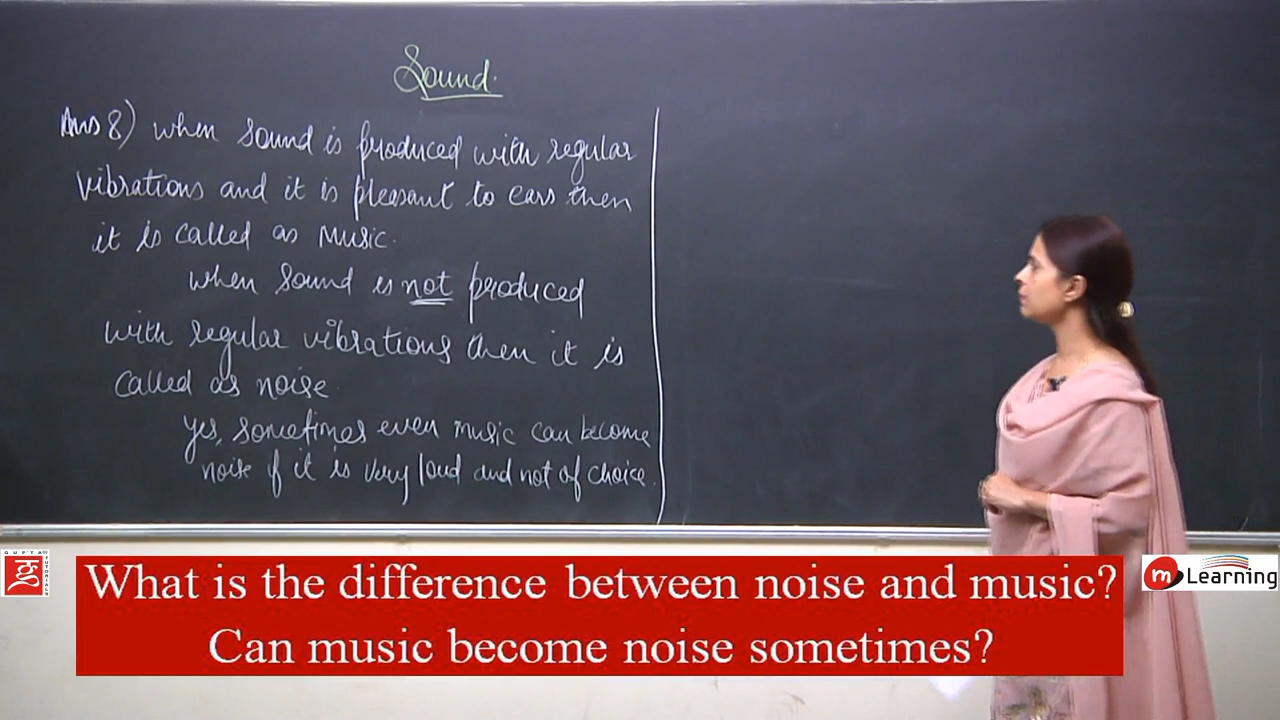 Sound.
Ans 8) when sound is produced with regular
vibrations and it is pleasant to ears then
it is called as music.
when sound is not produced
with regular vibrations then it is
called as noise.
yes, sometimes even music can become
noise if it is very loud and not of choice.
GUPTA
TUTORIALS
What is the difference between noise and music?
Can music become noise sometimes?
m Learning